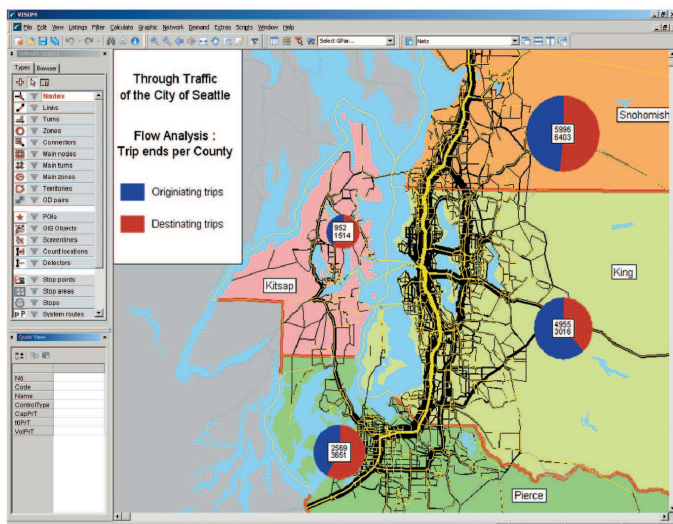 VISUM
File Edit View Listings Filter Calculate Graphic Network Demand Extras Scripts Window Help
Select GPar...
Netz
Types Browser
Nodes
Links
Turns
Zones
Connectors
Main nodes
Main turns
Main zones
Territories
OD pairs
POIs
GIS Objects
Screenlines
Count locations
Detectors
Stop points
Stop areas
Stops
System routes
Quick View
No
Code
Name
ControlType
CapPrT
t0PrT
VolPrT
Through Traffic
of the City of Seattle
Flow Analysis :
Trip ends per County
Originiating trips
Destinating trips
Snohomish
5996
6403
952
1514
Kitsap
King
4955
3016
2569
3651
Pierce